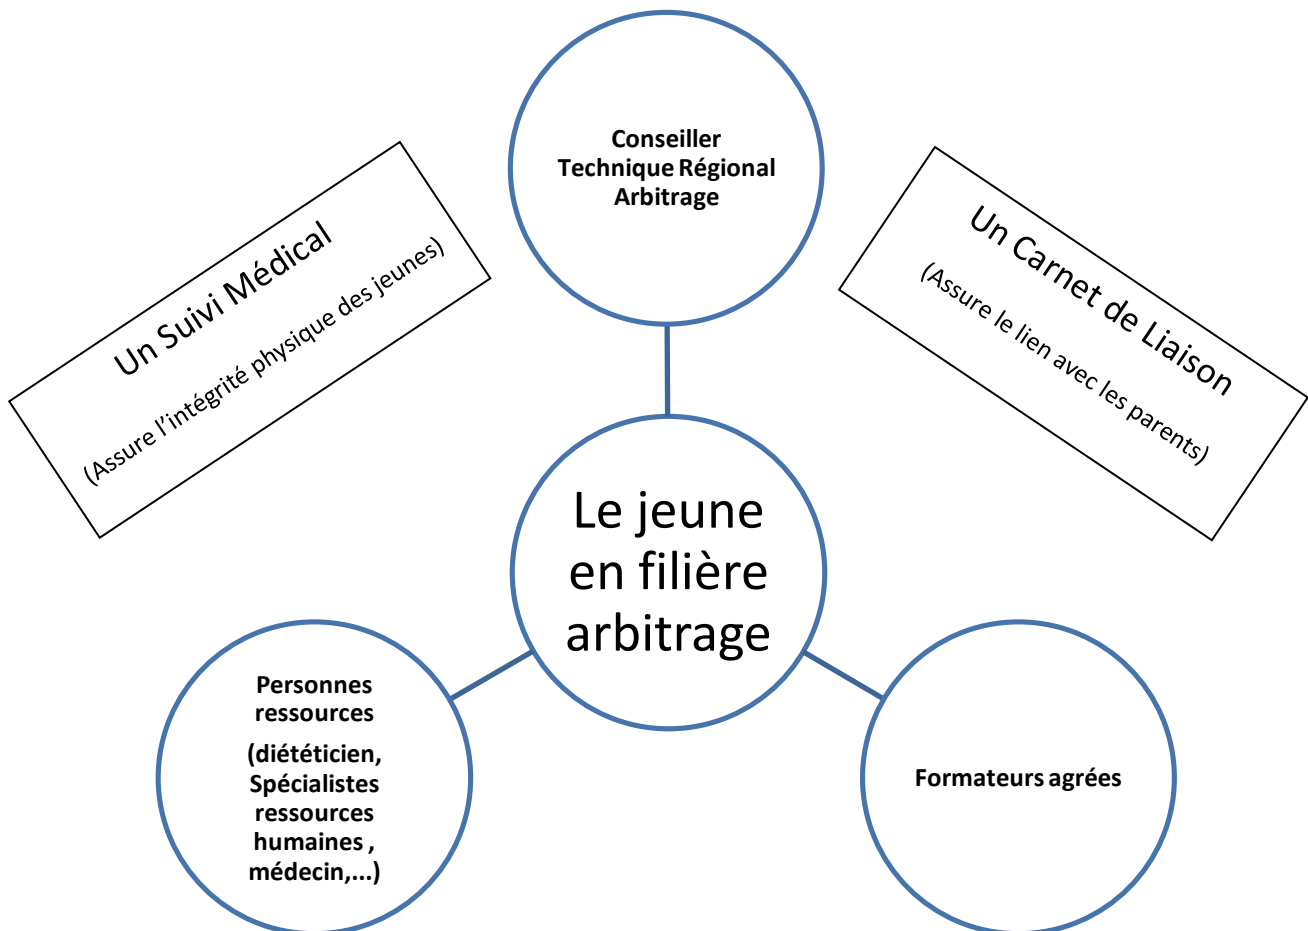 Conseiller
Technique Régional
Arbitrage
Un Suivi Médical
(Assure l'intégrité physique des jeunes)
Un Carnet de Liaison
(Assure le lien avec les parents)
Le jeune
en filière
arbitrage
Personnes
ressources
(diététicien,
Spécialistes
ressources
humaines ,
médecin,...)
Formateurs agrées